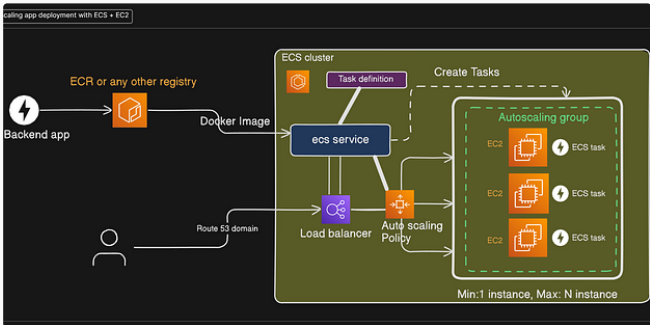 caling app deployment with ECS + EC2
ECS cluster
Task definition
Create Tasks
ECR or any other registry
Backend app
Docker Image
ecs service
Autoscaling group
EC2
ECS task
EC2
ECS task
EC2
ECS task
Route 53 domain
Load balancer
Auto scaling
Policy
Min:1 instance, Max: N instance